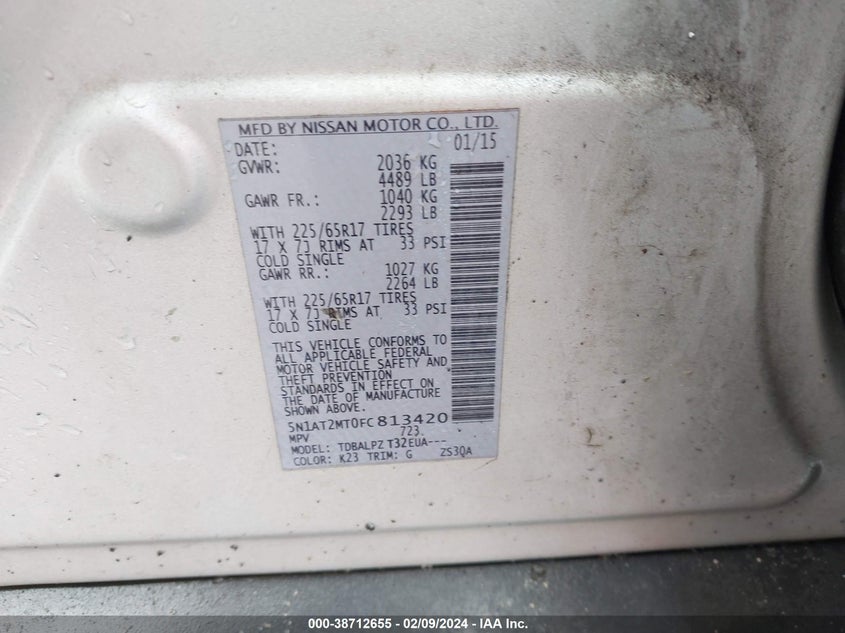 MFD BY NISSAN MOTOR CO., LTD.
DATE: 01/15
GVWR: 2036 KG
4489 LB
GAWR FR.: 1040 KG
2293 LB
WITH 225/65R17 TIRES
17 X 7J RIMS AT 33 PSI
COLD SINGLE
GAWR RR.: 1027 KG
2264 LB
WITH 225/65R17 TIRES
17 X 7J RIMS AT 33 PSI
COLD SINGLE
THIS VEHICLE CONFORMS TO
ALL APPLICABLE FEDERAL
MOTOR VEHICLE SAFETY AND
THEFT PREVENTION
STANDARDS IN EFFECT ON
THE DATE OF MANUFACTURE
SHOWN ABOVE.
5N1AT2MT0FC813420
MPV 723
MODEL: TDBALPZ T32EUA---
COLOR: K23 TRIM: G ZS3QA
000-38712655 - 02/09/2024 - IAA Inc.